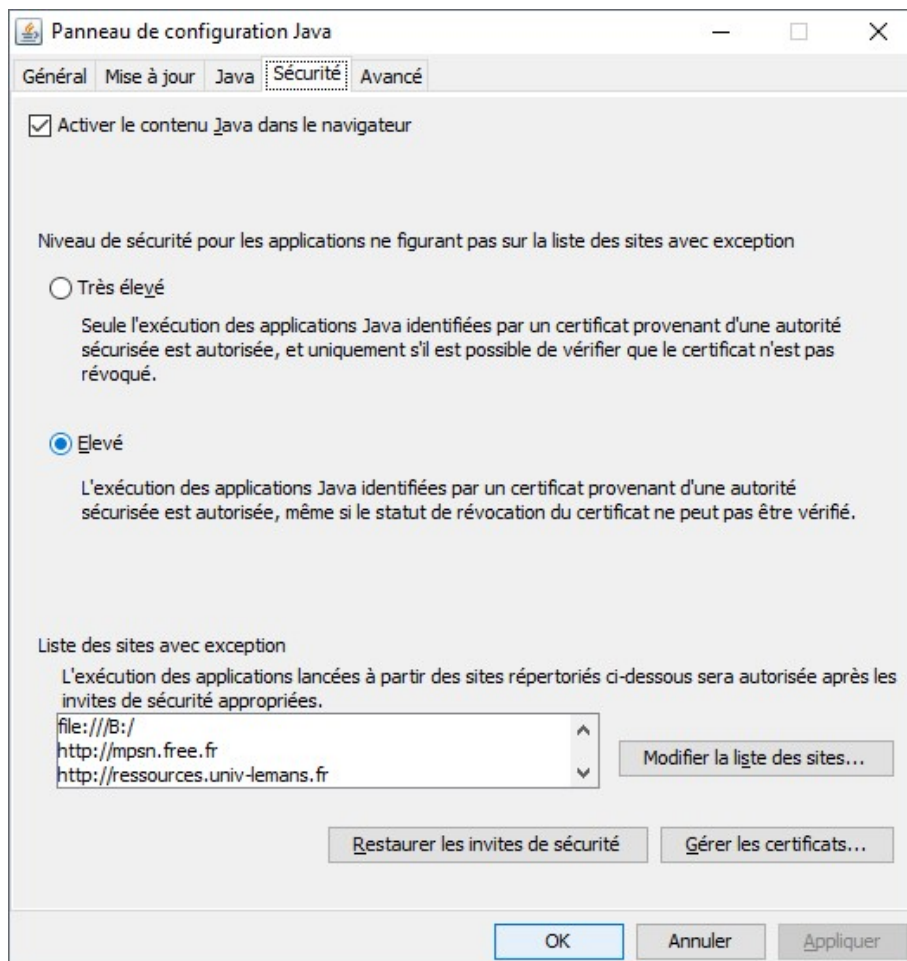 Panneau de configuration Java
Général Mise à jour Java Sécurité Avancé
Activer le contenu Java dans le navigateur
Niveau de sécurité pour les applications ne figurant pas sur la liste des sites avec exception
Très élevé
Seule l'exécution des applications Java identifiées par un certificat provenant d'une autorité
sécurisée est autorisée, et uniquement s'il est possible de vérifier que le certificat n'est pas
révoqué.
Elevé
L'exécution des applications Java identifiées par un certificat provenant d'une autorité
sécurisée est autorisée, même si le statut de révocation du certificat ne peut pas être vérifié.
Liste des sites avec exception
L'exécution des applications lancées à partir des sites répertoriés ci-dessous sera autorisée après les
invites de sécurité appropriées.
file:///B:/
http://mpsn.free.fr
http://ressources.univ-lemans.fr
Modifier la liste des sites...
Restaurer les invites de sécurité Gérer les certificats...
OK Annuler Appliquer